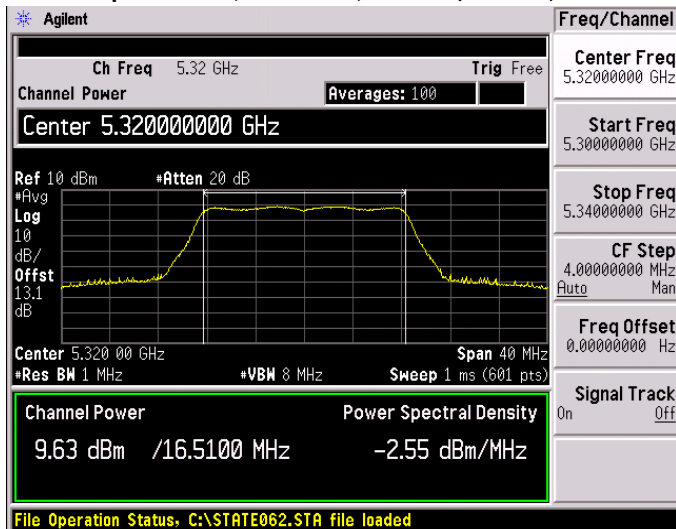 Agilent
Freq/Channel
Ch Freq 5.32 GHz Trig Free
Channel Power Averages: 100
Center 5.320000000 GHz
Ref 10 dBm #Atten 20 dB
#Avg
Log
10
dB/
Offst
13.1
dB
Center 5.320 00 GHz Span 40 MHz
#Res BW 1 MHz #VBW 8 MHz Sweep 1 ms (601 pts)
Channel Power Power Spectral Density
9.63 dBm /16.5100 MHz -2.55 dBm/MHz
File Operation Status, C:\STATE062.STA file loaded
Center Freq
5.32000000 GHz
Start Freq
5.30000000 GHz
Stop Freq
5.34000000 GHz
CF Step
4.00000000 MHz
Auto Man
Freq Offset
0.00000000 Hz
Signal Track
On Off